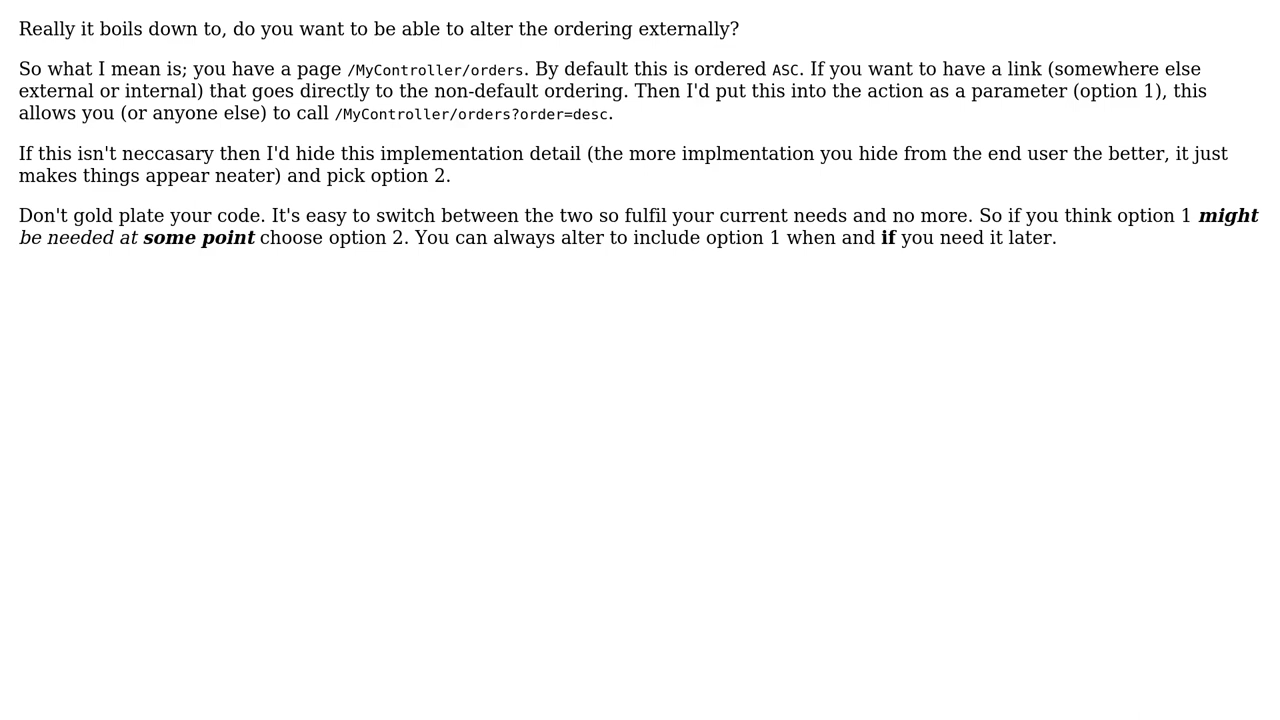 Really it boils down to, do you want to be able to alter the ordering externally?
So what I mean is; you have a page /MyController/orders. By default this is ordered ASC. If you want to have a link (somewhere else
external or internal) that goes directly to the non-default ordering. Then I'd put this into the action as a parameter (option 1), this
allows you (or anyone else) to call /MyController/orders?order=desc.
If this isn't neccasary then I'd hide this implementation detail (the more implmentation you hide from the end user the better, it just
makes things appear neater) and pick option 2.
Don't gold plate your code. It's easy to switch between the two so fulfil your current needs and no more. So if you think option 1 might
be needed at some point choose option 2. You can always alter to include option 1 when and if you need it later.